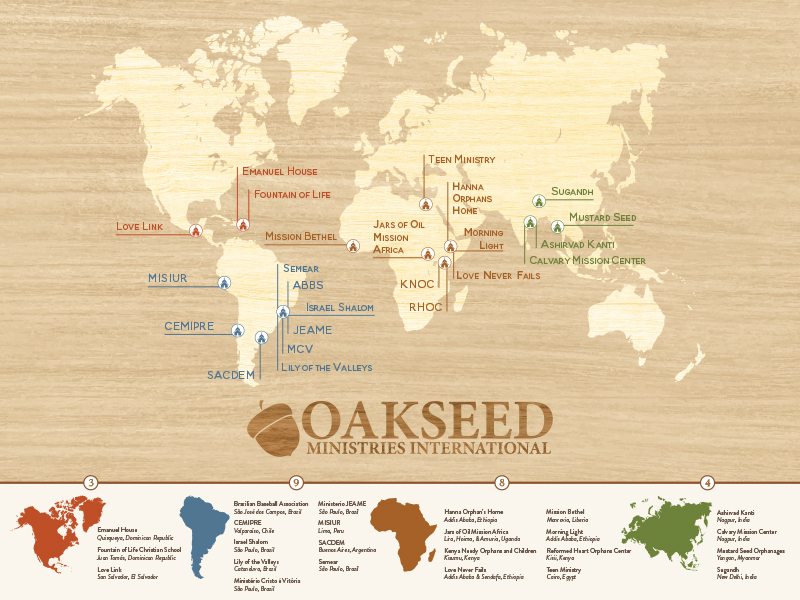 TEEN MINISTRY
EMANUEL HOUSE
FOUNTAIN OF LIFE
HANNA
ORPHANS
HOME
SUGANDH
MUSTARD SEED
LOVE LINK
MISSION BETHEL
JARS OF OIL
MISSION
AFRICA
MORNING
LIGHT
ASHIRVAD KANTI
CALVARY MISSION CENTER
SEMEAR
ABBS
MISIUR
LOVE NEVER FAILS
KNOC
RHOC
ISRAEL SHALOM
CEMIPRE
JEAME
MCV
LILY OF THE VALLEYS
SACDEM
OAKSEED
MINISTRIES INTERNATIONAL
3
9
8
4
Emanuel House
Quisqueya, Dominican Republic
Fountain of Life Christian School
Juan Tomás, Dominican Republic
Love Link
San Salvador, El Salvador
Brasilian Baseball Association
São José dos Campos, Brasil
CEMIPRE
Valparaíso, Chile
Israel Shalom
São Paulo, Brasil
Lily of the Valleys
Catanduva, Brasil
Ministério Cristo é Vitória
São Paulo, Brasil
Ministerio JEAME
São Paulo, Brasil
MISIUR
Lima, Peru
SACDEM
Buenos Aires, Argentina
Semear
São Paulo, Brasil
Hanna Orphan's Home
Addis Ababa, Ethiopia
Jars of Oil Mission Africa
Lira, Hoima, & Amuria, Uganda
Kenya Needy Orphans and Children
Kisumu, Kenya
Love Never Fails
Addis Ababa & Sendafa, Ethiopia
Mission Bethel
Monrovia, Liberia
Morning Light
Addis Ababa, Ethiopia
Reformed Heart Orphans Center
Kisii, Kenya
Teen Ministry
Cairo, Egypt
Ashirvad Kanti
Nagpur, India
Calvary Mission Center
Nagpur, India
Mustard Seed Orphanages
Yangon, Myanmar
Sugandh
New Delhi, India